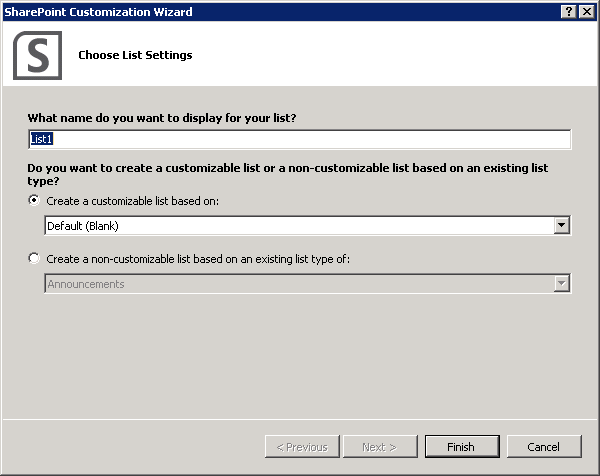 SharePoint Customization Wizard
S
Choose List Settings
What name do you want to display for your list?
List1
Do you want to create a customizable list or a non-customizable list based on an existing list
type?
Create a customizable list based on:
Default (Blank)
Create a non-customizable list based on an existing list type of:
Announcements
< Previous
Next >
Finish
Cancel